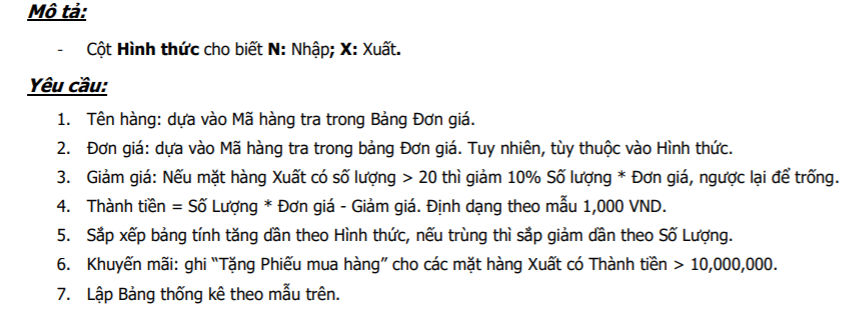 Mô tả:
- Cột Hình thức cho biết N: Nhập; X: Xuất.
Yêu cầu:
1. Tên hàng: dựa vào Mã hàng tra trong Bảng Đơn giá.
2. Đơn giá: dựa vào Mã hàng tra trong bảng Đơn giá. Tuy nhiên, tùy thuộc vào Hình thức.
3. Giảm giá: Nếu mặt hàng Xuất có số lượng > 20 thì giảm 10% Số lượng * Đơn giá, ngược lại để trống.
4. Thành tiền = Số Lượng * Đơn giá - Giảm giá. Định dạng theo mẫu 1,000 VND.
5. Sắp xếp bảng tính tăng dần theo Hình thức, nếu trùng thì sắp giảm dần theo Số Lượng.
6. Khuyến mãi: ghi “Tặng Phiếu mua hàng” cho các mặt hàng Xuất có Thành tiền > 10,000,000.
7. Lập Bảng thống kê theo mẫu trên.